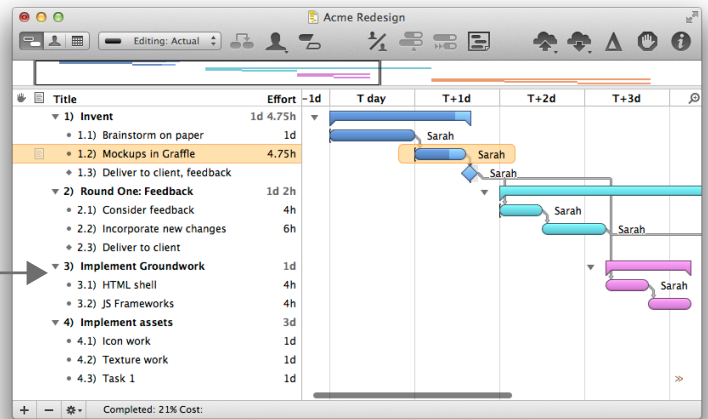 Acme Redesign
Editing: Actual
Title Effort -1d T day T+1d T+2d T+3d
1) Invent 1d 4.75h
1.1) Brainstorm on paper 1d Sarah
1.2) Mockups in Graffle 4.75h Sarah
1.3) Deliver to client, feedback Sarah
2) Round One: Feedback 1d 2h
2.1) Consider feedback 4h Sarah
2.2) Incorporate new changes 6h Sarah
2.3) Deliver to client
3) Implement Groundwork 1d
3.1) HTML shell 4h Sarah
3.2) JS Frameworks 4h
4) Implement assets 3d
4.1) Icon work 1d
4.2) Texture work 1d
4.3) Task 1 1d
Completed: 21% Cost: